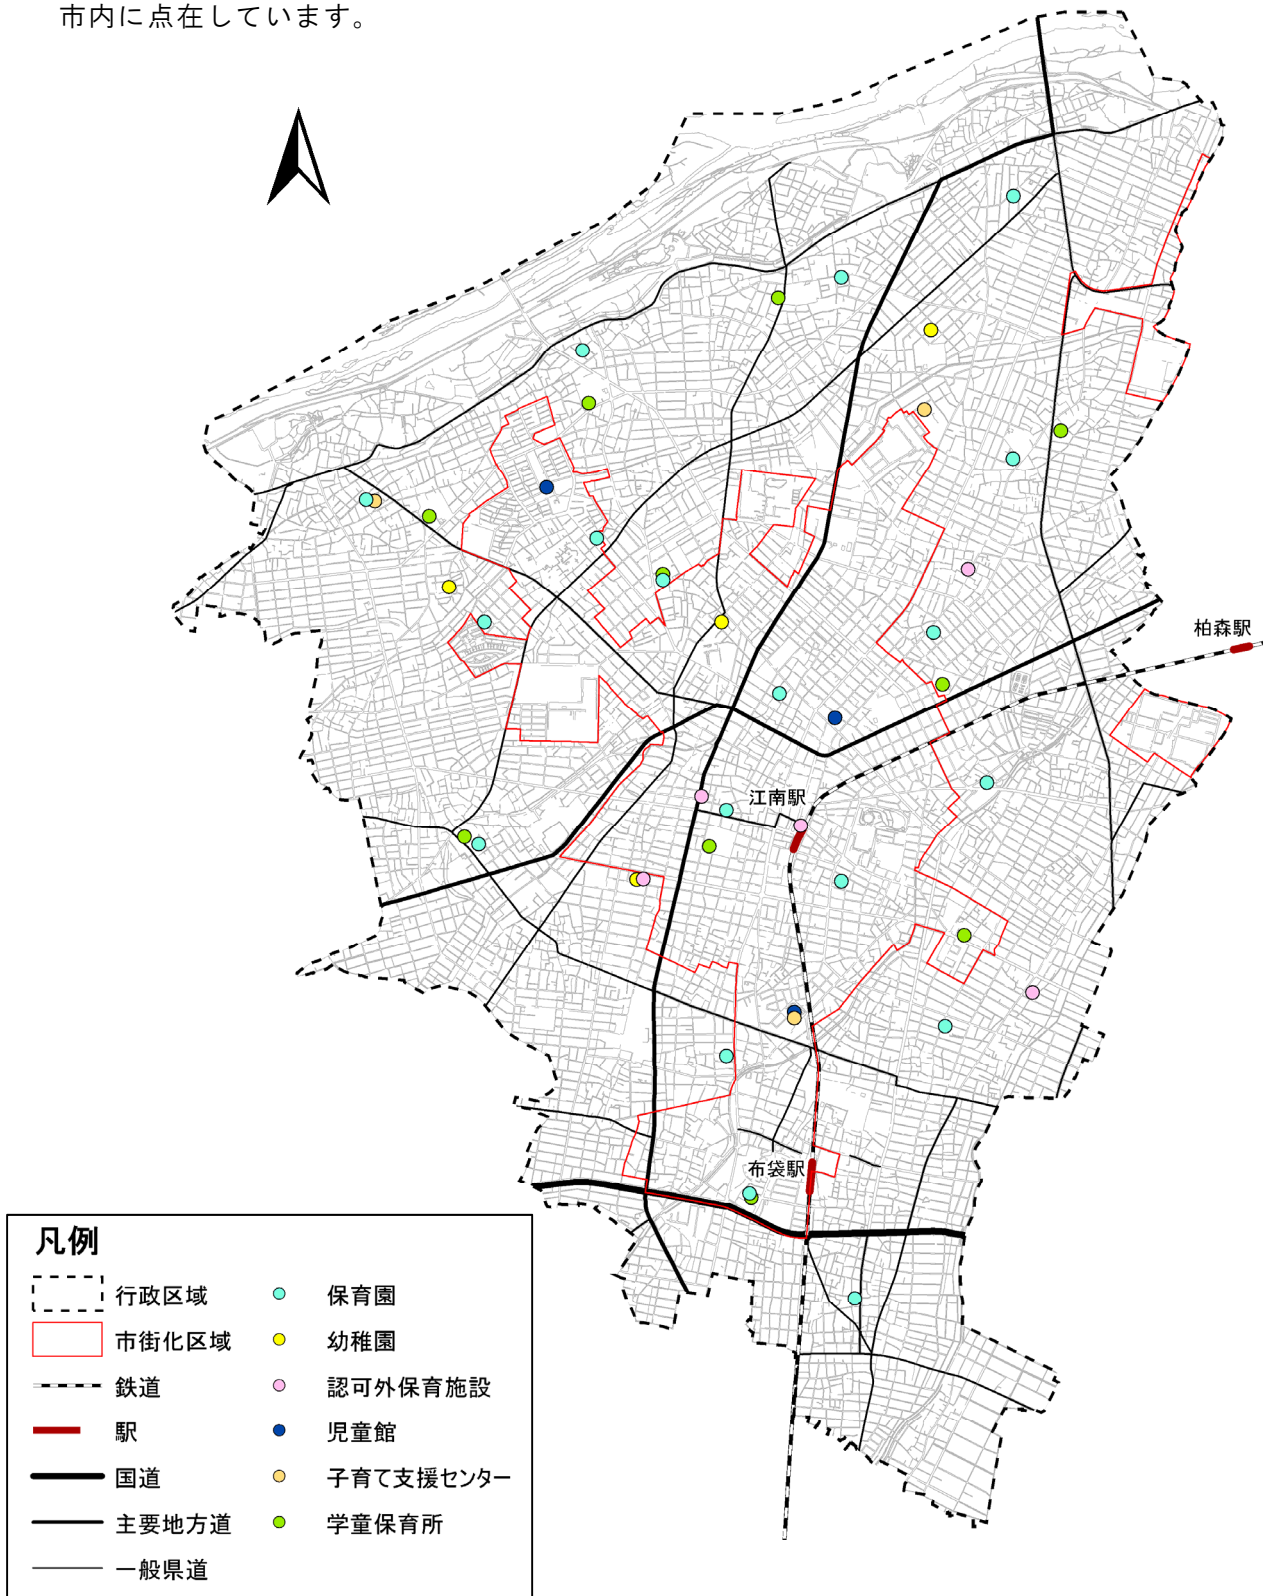 市内に点在しています。
柏森駅
江南駅
布袋駅
凡例
行政区域
市街化区域
鉄道
駅
国道
主要地方道
一般県道
保育園
幼稚園
認可外保育施設
児童館
子育て支援センター
学童保育所